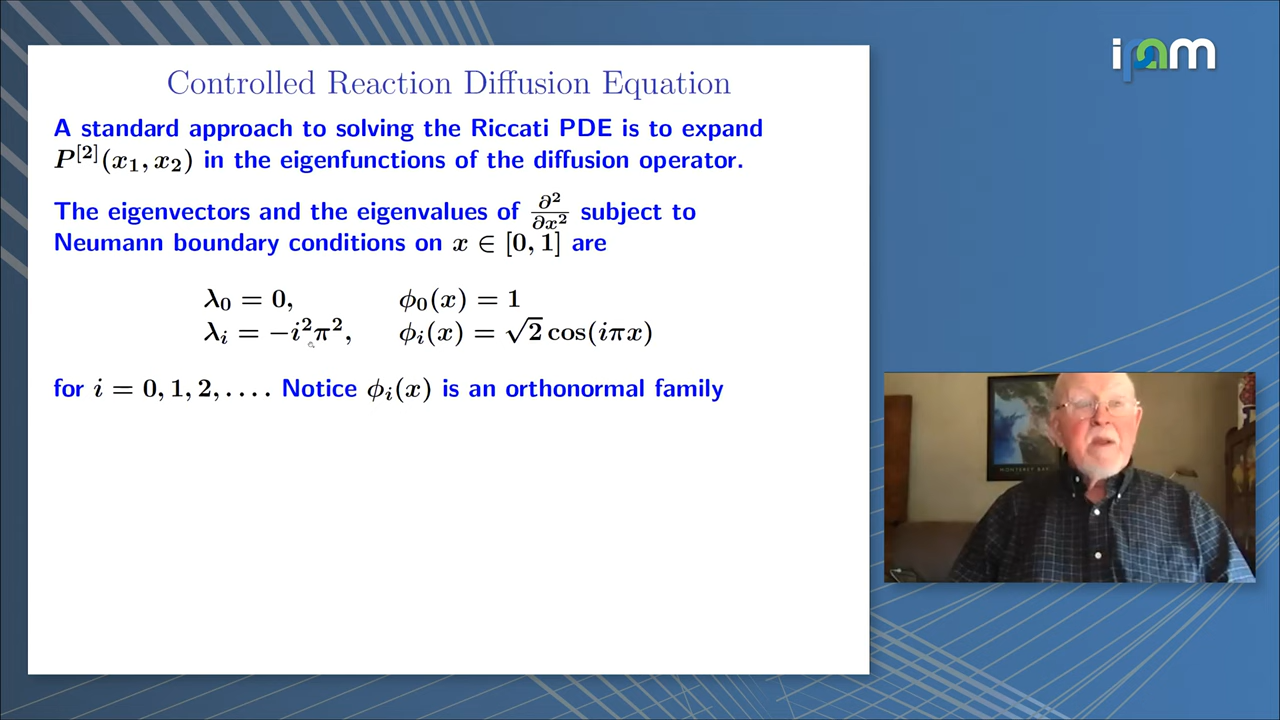 Controlled Reaction Diffusion Equation
A standard approach to solving the Riccati PDE is to expand
P^[2](x₁, x₂) in the eigenfunctions of the diffusion operator.
The eigenvectors and the eigenvalues of ∂²/∂x² subject to
Neumann boundary conditions on x ∈ [0, 1] are
λ₀ = 0, ϕ₀(x) = 1
λᵢ = −i²π², ϕᵢ(x) = √2 cos(iπx)
for i = 0, 1, 2, . . . . Notice ϕᵢ(x) is an orthonormal family
ipam
MONTEREY BAY